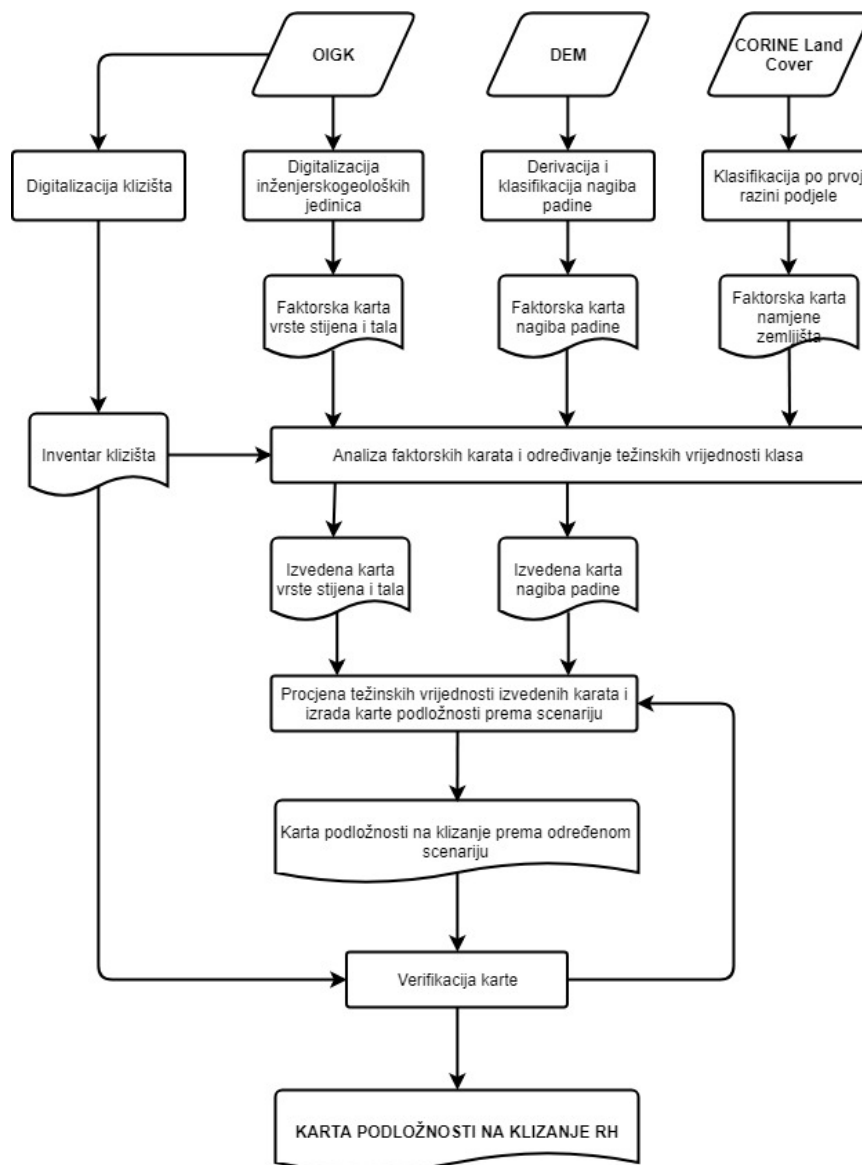 OIGK
DEM
CORINE Land
Cover
Digitalizacija klizišta
Digitalizacija
inženjerskogeoloških
jedinica
Derivacija i
klasifikacija nagiba
padine
Klasifikacija po prvoj
razini podjele
Faktorska karta
vrste stijena i tala
Faktorska karta
nagiba padine
Faktorska karta
namjene
zemljišta
Inventar klizišta
Analiza faktorskih karata i određivanje težinskih vrijednosti klasa
Izvedena karta
vrste stijena i tala
Izvedena karta
nagiba padine
Procjena težinskih vrijednosti izvedenih karata i
izrada karte podložnosti prema scenariju
Karta podložnosti na klizanje prema određenom
scenariju
Verifikacija karte
KARTA PODLOŽNOSTI NA KLIZANJE RH